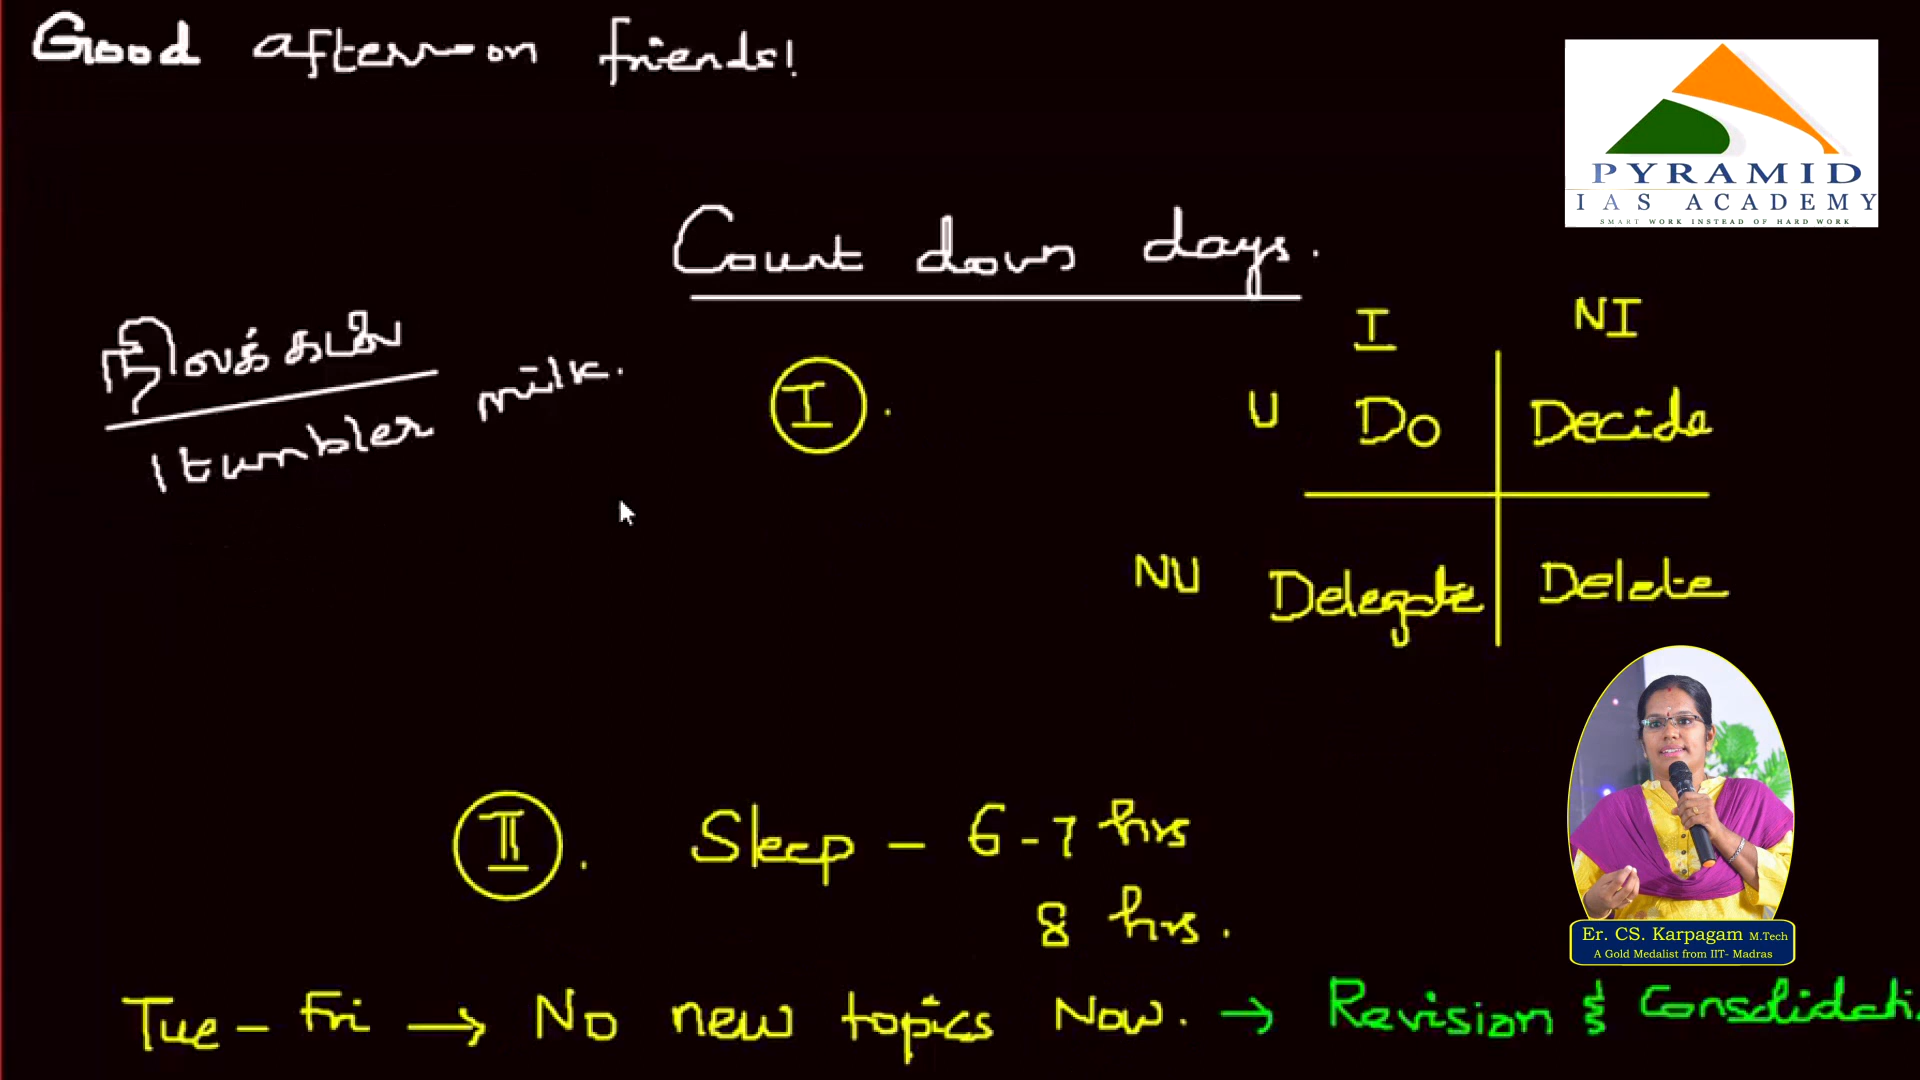 Good afternoon friends!
PYRAMID
IAS ACADEMY
SMART WORK INSTEAD OF HARD WORK
Count down days.
நிலக்கடலை
1 tumbler milk.
I.
I NI
U Do Decide
NU Delegate Delete
II. Sleep – 6-7 hrs
8 hrs.
Er. CS. Karpagam M.Tech
A Gold Medalist from IIT- Madras
Tue – Fri → No new topics Now. → Revision & Consolidati